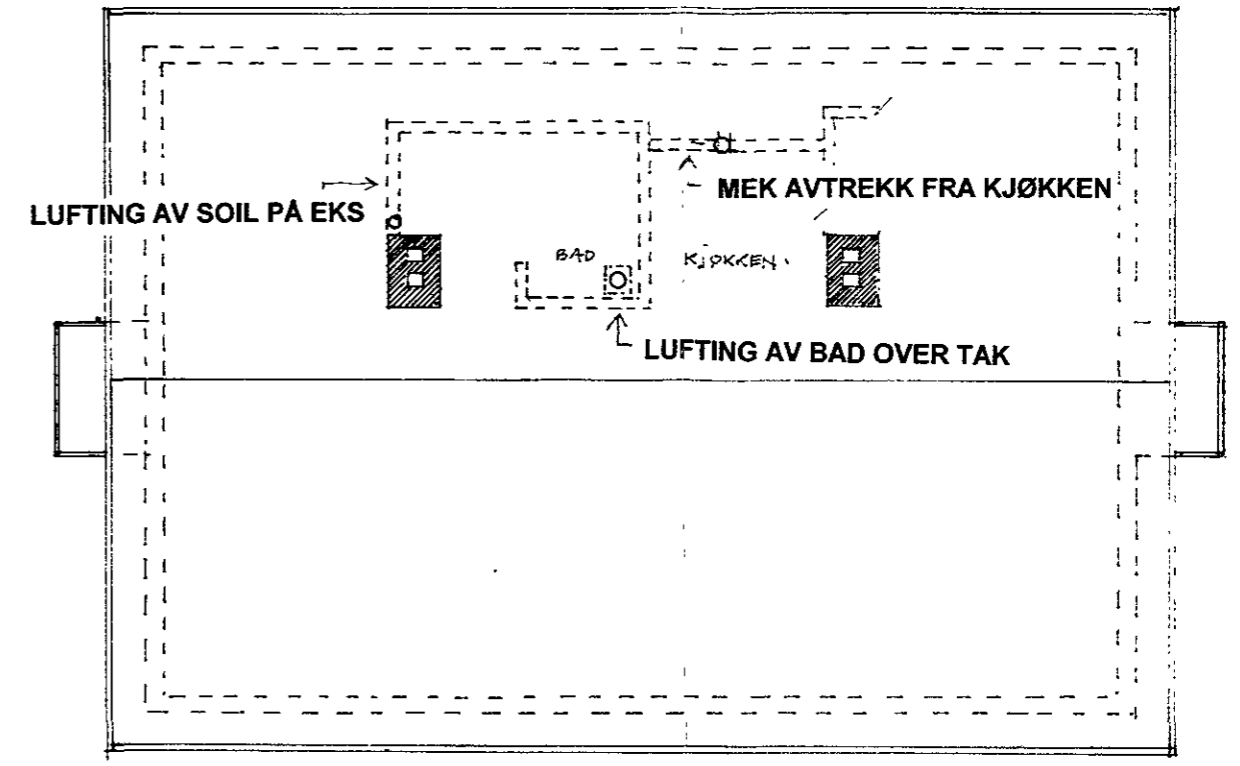 MEK AVTREKK FRA KJØKKEN
LUFTING AV SOIL PÅ EKS
BAD
KJØKKEN
LUFTING AV BAD OVER TAK